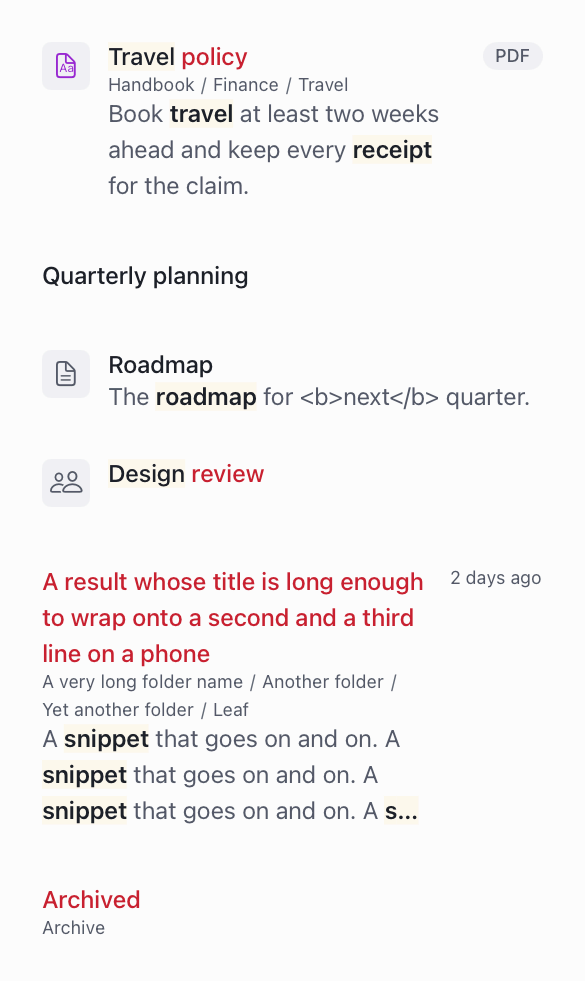 Aa
Travel policy
PDF
Handbook / Finance / Travel
Book travel at least two weeks
ahead and keep every receipt
for the claim.
Quarterly planning
Roadmap
The roadmap for <b>next</b> quarter.
Design review
A result whose title is long enough
2 days ago
to wrap onto a second and a third
line on a phone
A very long folder name / Another folder /
Yet another folder / Leaf
A snippet that goes on and on. A
snippet that goes on and on. A
snippet that goes on and on. A s...
Archived
Archive